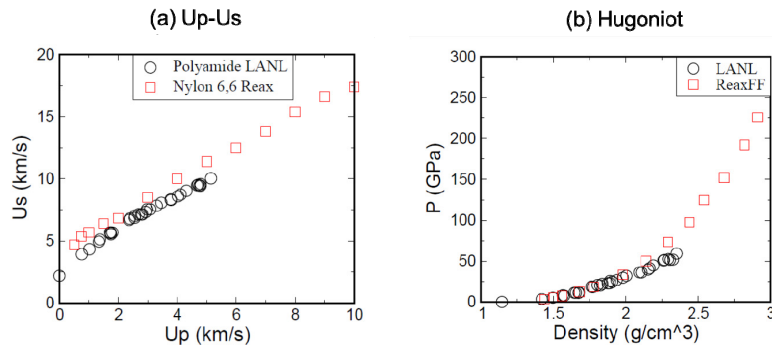 (a) Up-Us
(b) Hugoniot
20
15
10
5
0
Us (km/s)
Polyamide LANL
Nylon 6,6 Reax
0
2
4
6
8
10
Up (km/s)
300
250
200
150
100
50
0
P (GPa)
LANL
ReaxFF
1
1.5
2
2.5
3
Density (g/cm^3)